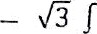 - √3 ∫